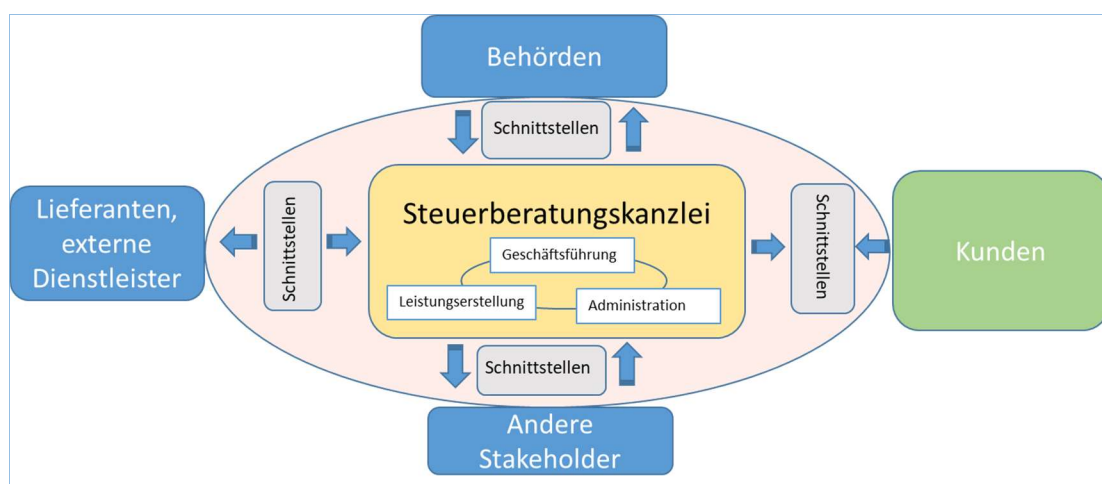 Behörden
Schnittstellen
Lieferanten,
externe
Dienstleister
Schnittstellen
Steuerberatungskanzlei
Geschäftsführung
Leistungserstellung
Administration
Schnittstellen
Kunden
Schnittstellen
Andere
Stakeholder